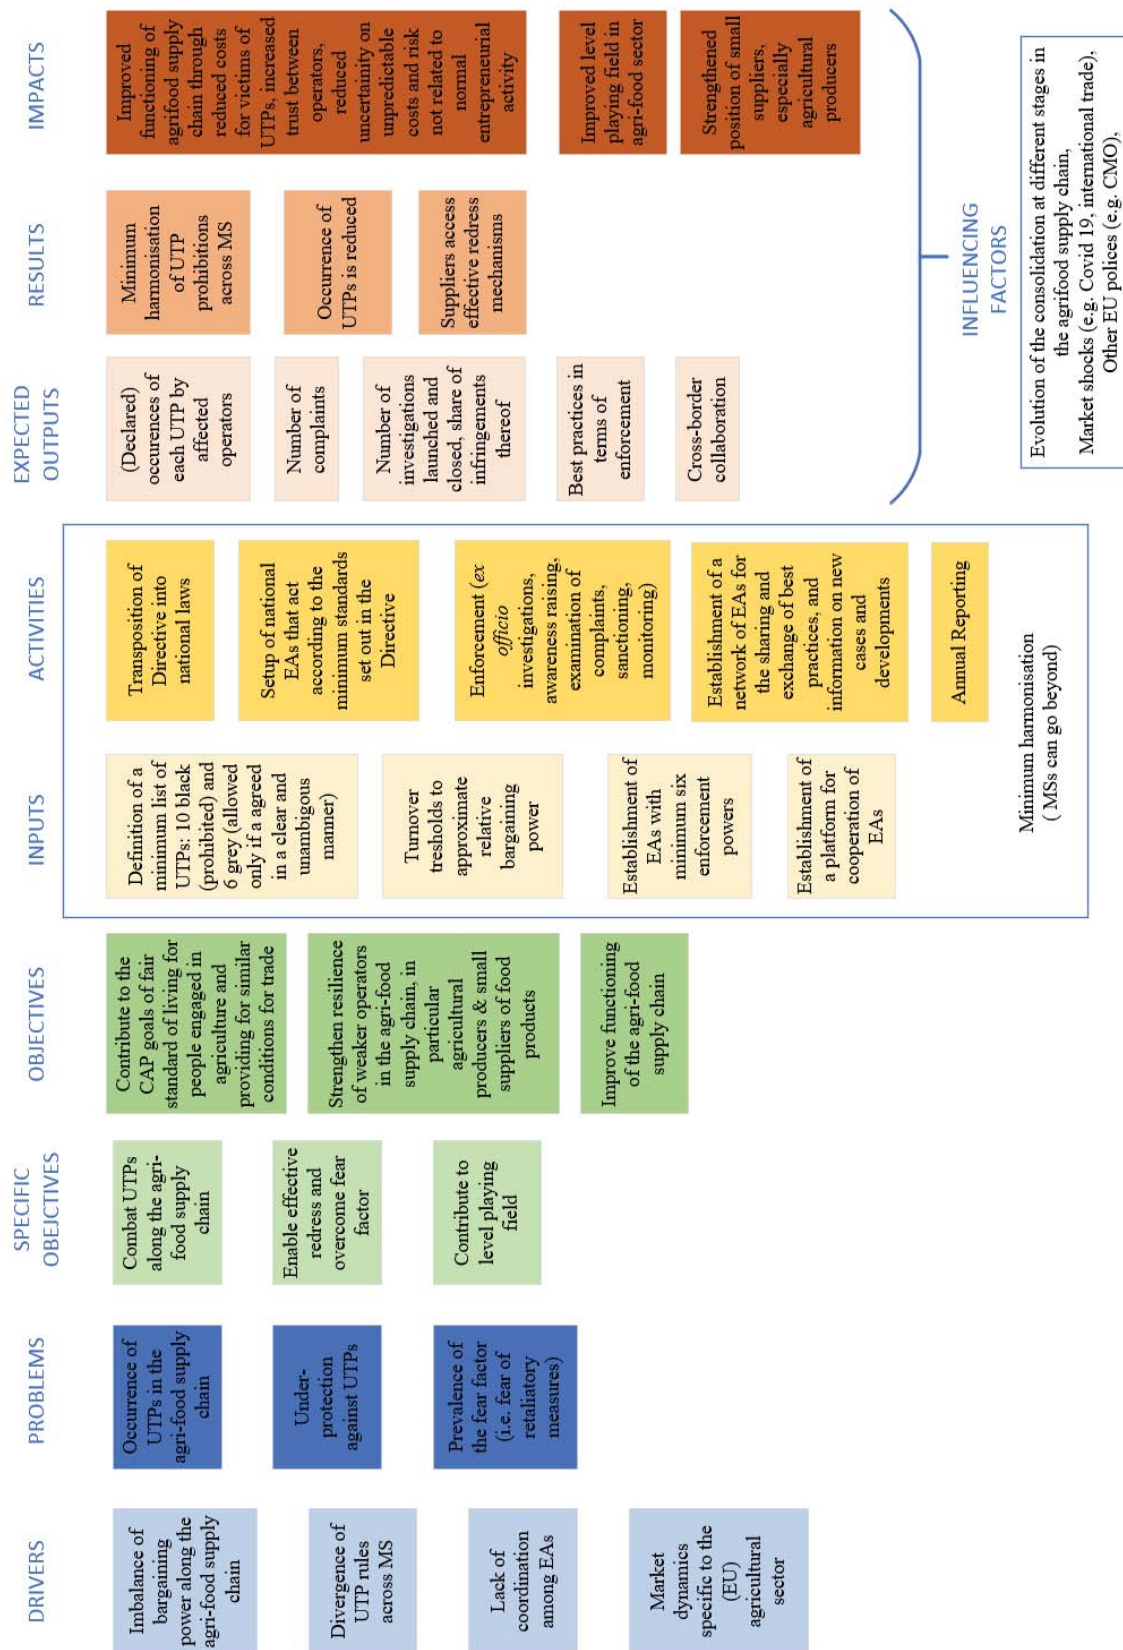 DRIVERS
Imbalance of
bargaining
power along the
agri-food supply
chain
Divergence of
UTP rules
across MS
Lack of
coordination
among EAs
Market
dynamics
specific to the
(EU)
agricultural
sector
PROBLEMS
Occurrence of
UTPs in the
agri-food supply
chain
Under-
protection
against UTPs
Prevalence of
the fear factor
(i.e. fear of
retaliatory
measures)
SPECIFIC
OBEJCTIVES
Combat UTPs
along the agri-
food supply
chain
Enable effective
redress and
overcome fear
factor
Contribute to
level playing
field
OBJECTIVES
Contribute to the
CAP goals of fair
standard of living for
people engaged in
agriculture and
providing for similar
conditions for trade
Strengthen resilience
of weaker operators
in the agri-food
supply chain, in
particular
agricultural
producers & small
suppliers of food
products
Improve functioning
of the agri-food
supply chain
INPUTS
Definition of a
minimum list of
UTPs: 10 black
(prohibited) and
6 grey (allowed
only if a agreed
in a clear and
unambigous
manner)
Turnover
tresholds to
approximate
relative
bargaining
power
Establishment of
EAs with
minimum six
enforcement
powers
Establishment of
a platform for
cooperation of
EAs
ACTIVITIES
Transposition of
Directive into
national laws
Setup of national
EAs that act
according to the
minimum standards
set out in the
Directive
Enforcement (ex
officio
investigations,
awareness raising,
examination of
complaints,
sanctioning,
monitoring)
Establishment of a
network of EAs for
the sharing and
exchange of best
practices, and
information on new
cases and
developments
Annual Reporting
Minimum harmonisation
( MSs can go beyond)
EXPECTED
OUTPUTS
(Declared)
occurences of
each UTP by
affected
operators
Number of
complaints
Number of
investigations
launched and
closed, share of
infringements
thereof
Best practices in
terms of
enforcement
Cross-border
collaboration
RESULTS
Minimum
harmonisation
of UTP
prohibitions
across MS
Occurrence of
UTPs is reduced
Suppliers access
effective redress
mechanisms
IMPACTS
Improved
functioning of
agrifood supply
chain through
reduced costs
for victims of
UTPs, increased
trust between
operators,
reduced
uncertainity on
unpredictable
costs and risk
not related to
normal
entrepreneurial
activity
Improved level
playing field in
agri-food sector
Strengthened
position of small
suppliers,
especially
agricultural
producers
INFLUENCING
FACTORS
Evolution of the consolidation at different stages in
the agrifood supply chain,
Market shocks (e.g. Covid 19, international trade),
Other EU polices (e.g. CMO),